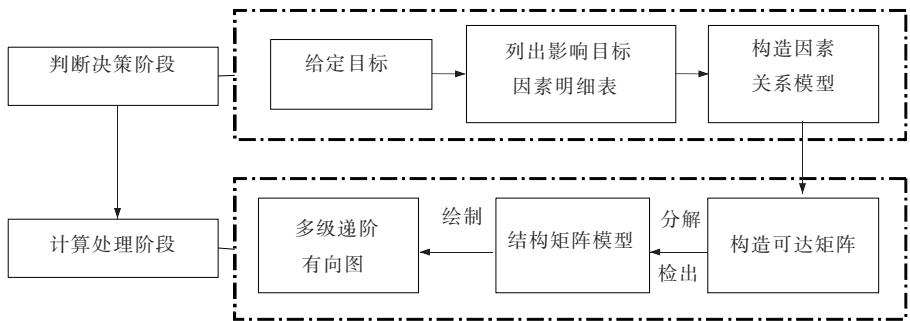 判断决策阶段
给定目标
列出影响目标
因素明细表
构造因素
关系模型
计算处理阶段
多级递阶
有向图
绘制
结构矩阵模型
分解
检出
构造可达矩阵